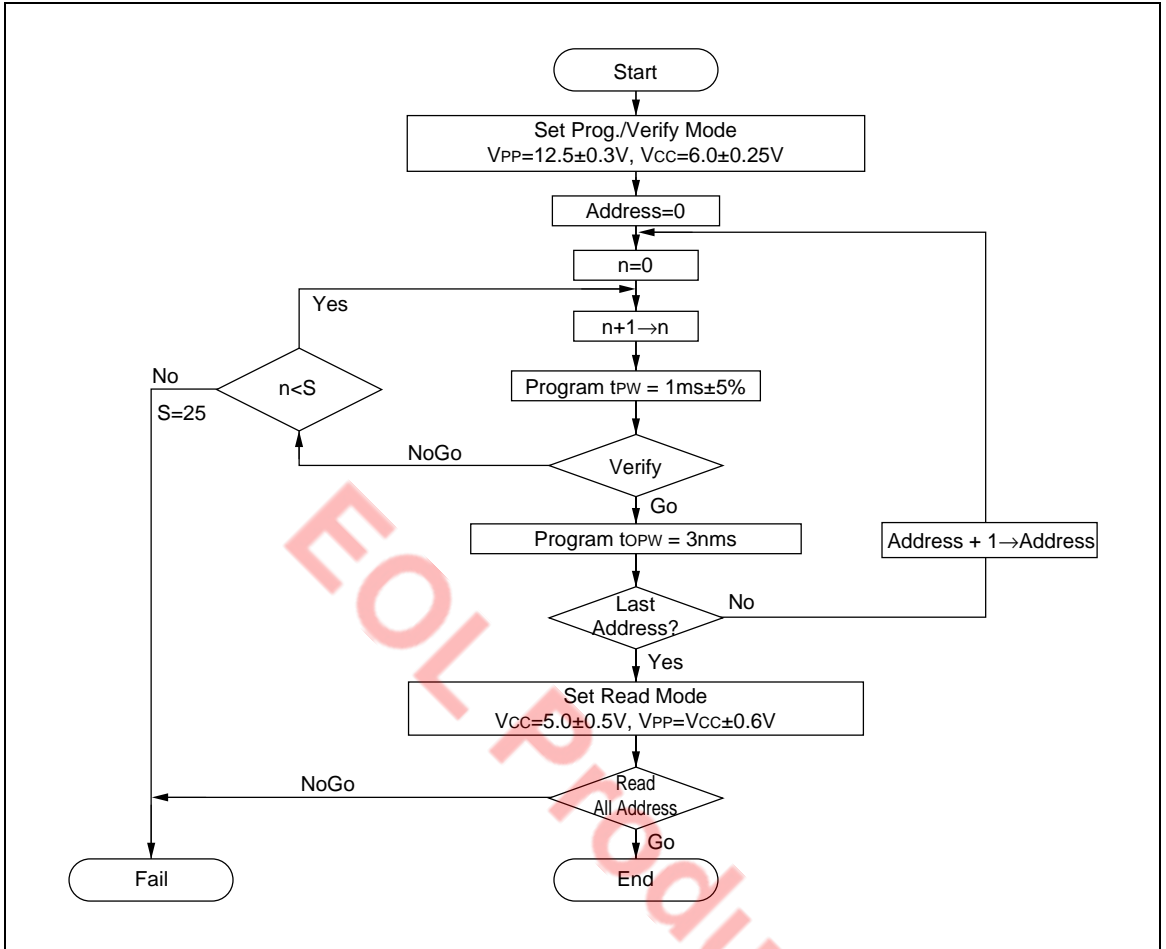 Start
Set Prog./Verify Mode
VPP=12.5±0.3V, VCC=6.0±0.25V
Address=0
n=0
Yes
n+1→n
No
n<S
S=25
Program tPW = 1ms±5%
NoGo
Verify
Go
Program tOPW = 3nms
Address + 1→Address
Last
Address?
No
Yes
Set Read Mode
VCC=5.0±0.5V, VPP=VCC±0.6V
NoGo
Read
All Address
Go
Fail
End
EOL Produ